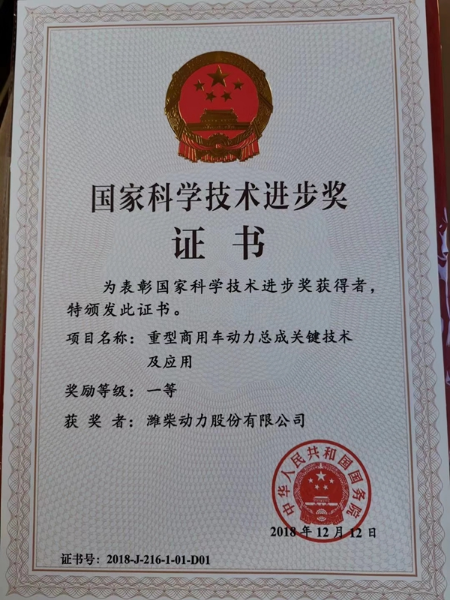 国家科学技术进步奖
证书
为表彰国家科学技术进步奖获得者，
特颁发此证书。
项目名称：重型商用车动力总成关键技术
及应用
奖励等级：一等
获奖者：潍柴动力股份有限公司
中华人民共和国国务院
2018年12月12日
证书号：2018-J-216-1-01-D01